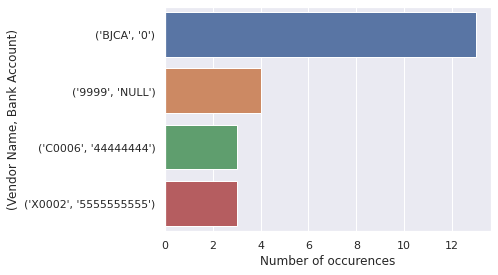 (Vendor Name, Bank Account)
('BJCA', '0')
('9999', 'NULL')
('C0006', '44444444')
('X0002', '5555555555')
0 2 4 6 8 10 12
Number of occurences